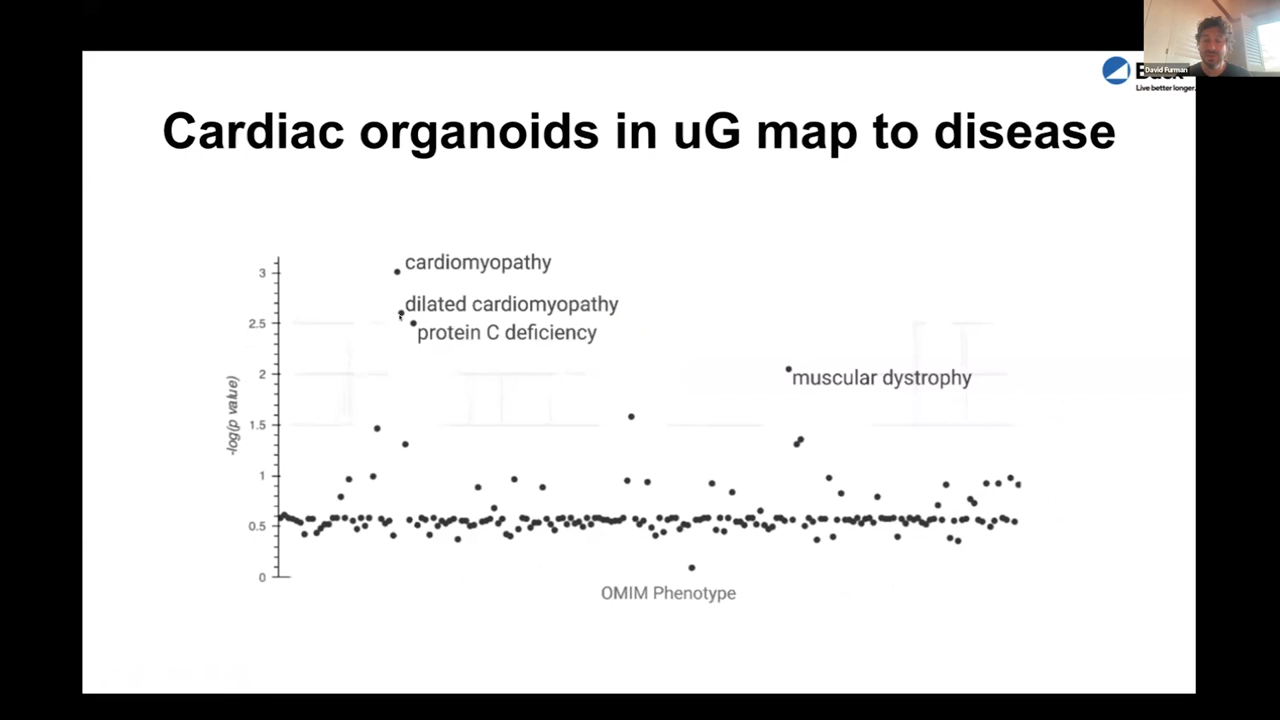 David Furman
Live better longer.
Cardiac organoids in uG map to disease
cardiomyopathy
dilated cardiomyopathy
protein C deficiency
muscular dystrophy
3
2.5
2
1.5
1
0.5
0
-log(p value)
OMIM Phenotype